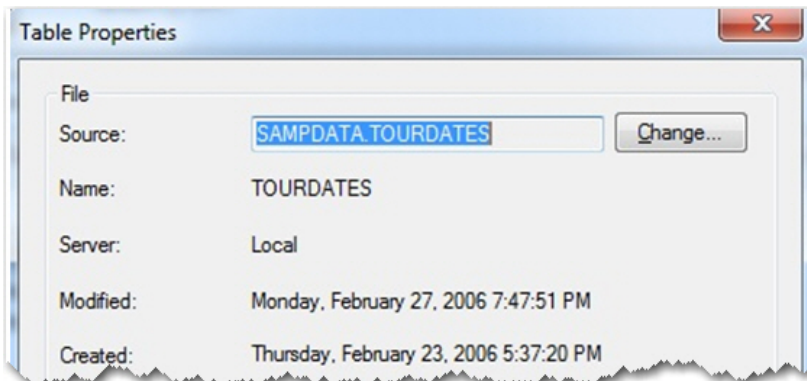 Table Properties
File
Source: SAMPDATA.TOURDATES Change...
Name: TOURDATES
Server: Local
Modified: Monday, February 27, 2006 7:47:51 PM
Created: Thursday, February 23, 2006 5:37:20 PM